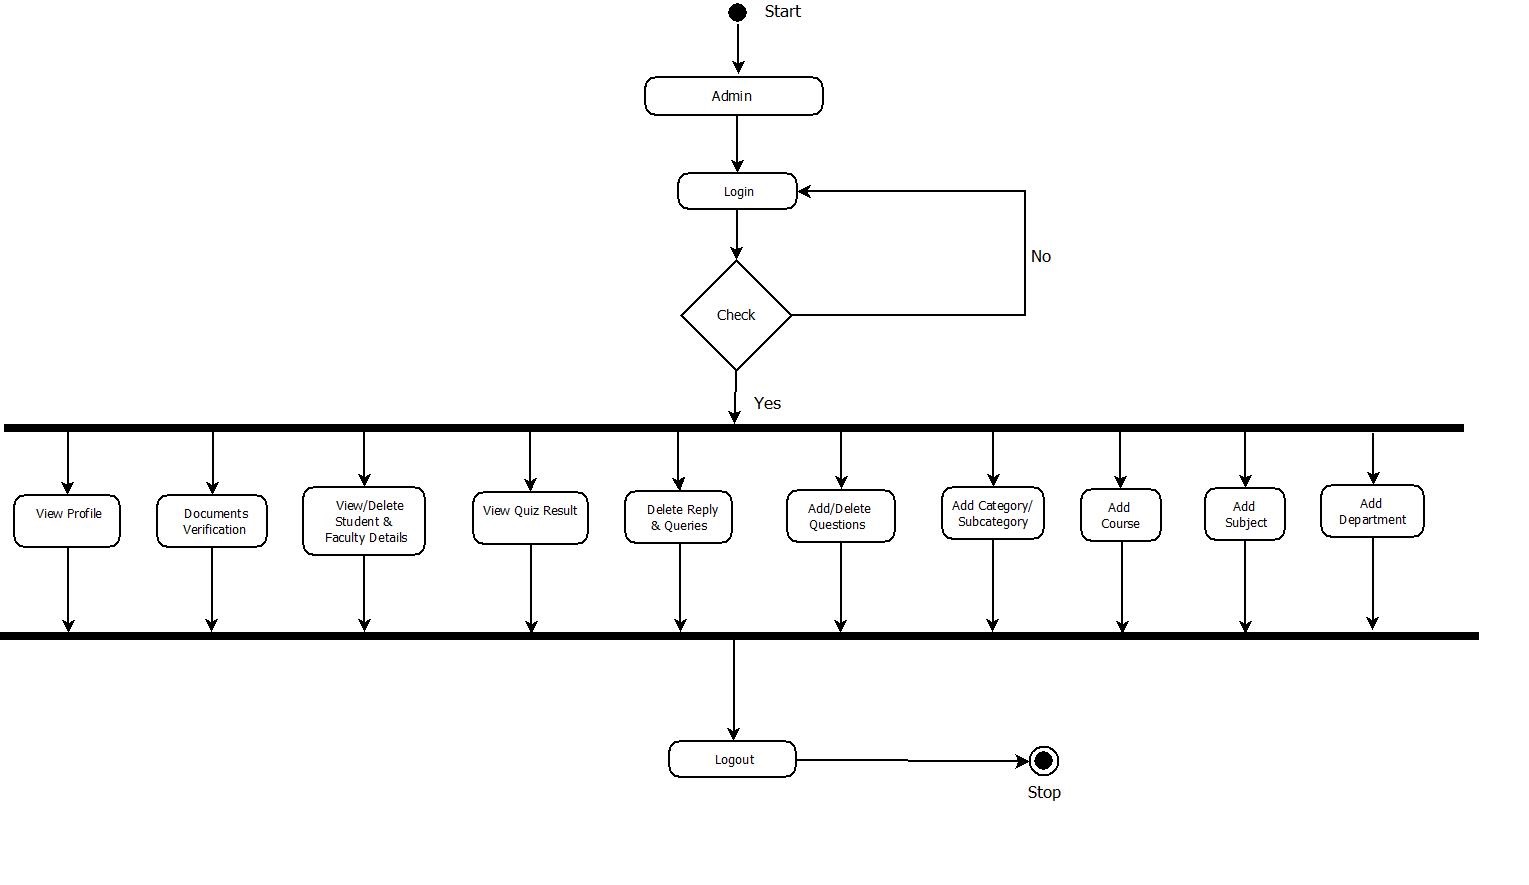 Start
Admin
Login
No
Check
Yes
View Profile
Documents
Verification
View/Delete
Student &
Faculty Details
View Quiz Result
Delete Reply
& Queries
Add/Delete
Questions
Add Category/
Subcategory
Add
Course
Add
Subject
Add
Department
Logout
Stop